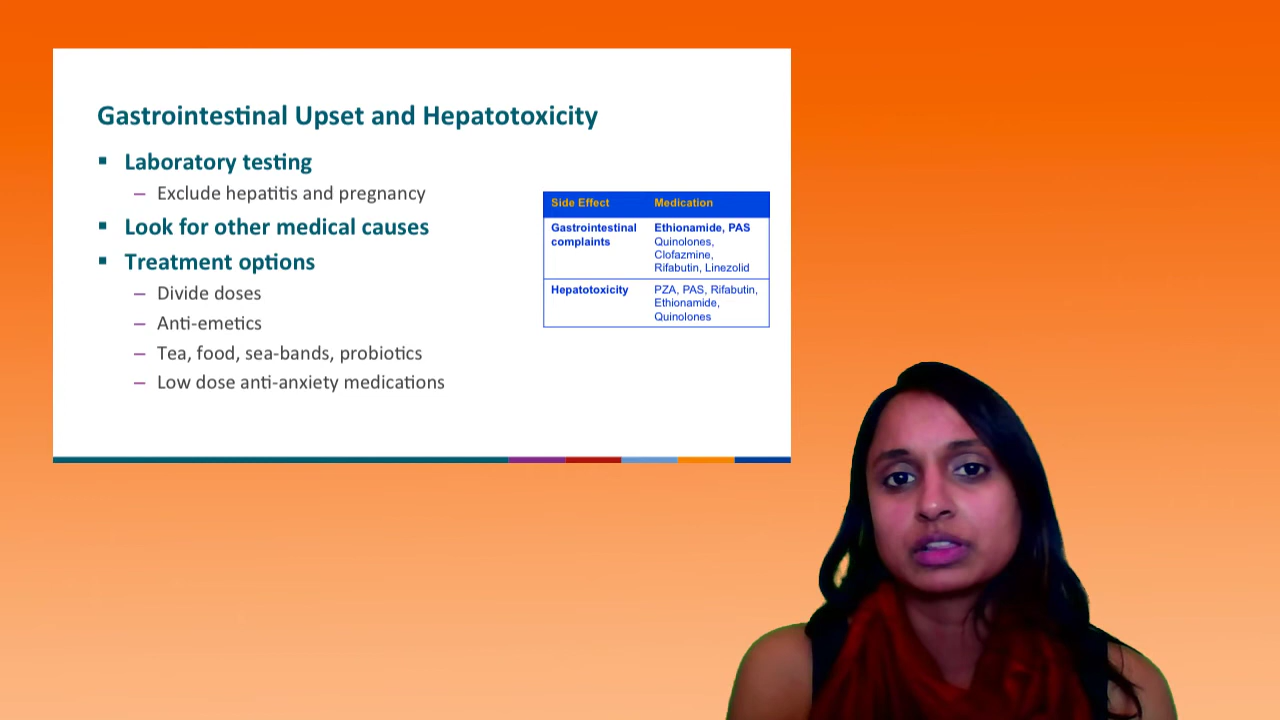 Gastrointestinal Upset and Hepatotoxicity
▪ Laboratory testing
– Exclude hepatitis and pregnancy
▪ Look for other medical causes
▪ Treatment options
– Divide doses
– Anti-emetics
– Tea, food, sea-bands, probiotics
– Low dose anti-anxiety medications
Side Effect Medication
Gastrointestinal Ethionamide, PAS
complaints Quinolones,
Clofazmine,
Rifabutin, Linezolid
Hepatotoxicity PZA, PAS, Rifabutin,
Ethionamide,
Quinolones